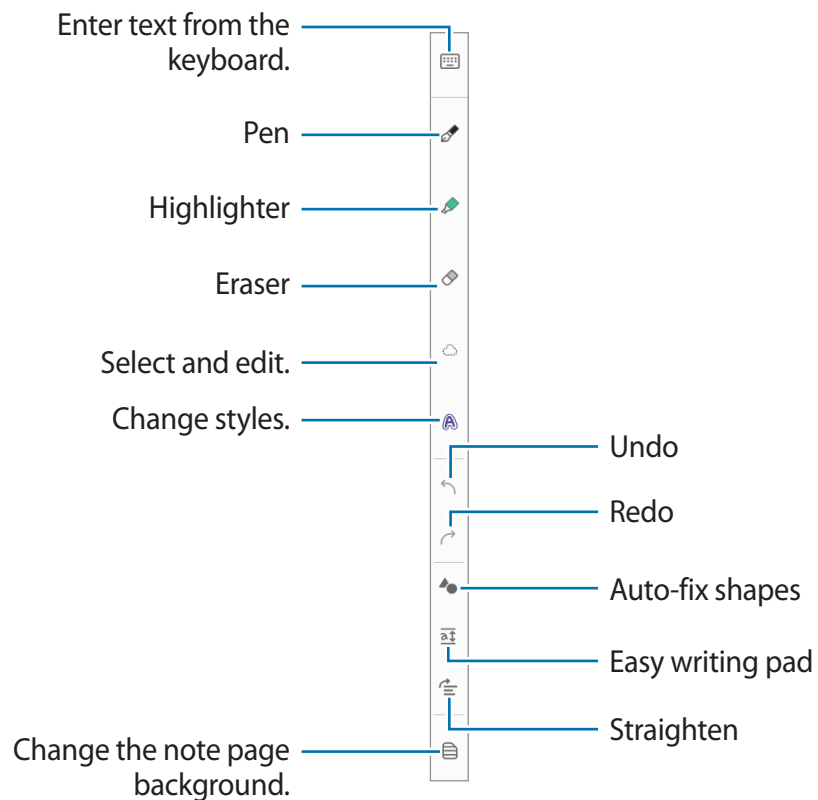 Enter text from the
keyboard.
Pen
Highlighter
Eraser
Select and edit.
Change styles.
Undo
Redo
Auto-fix shapes
Easy writing pad
Straighten
Change the note page
background.